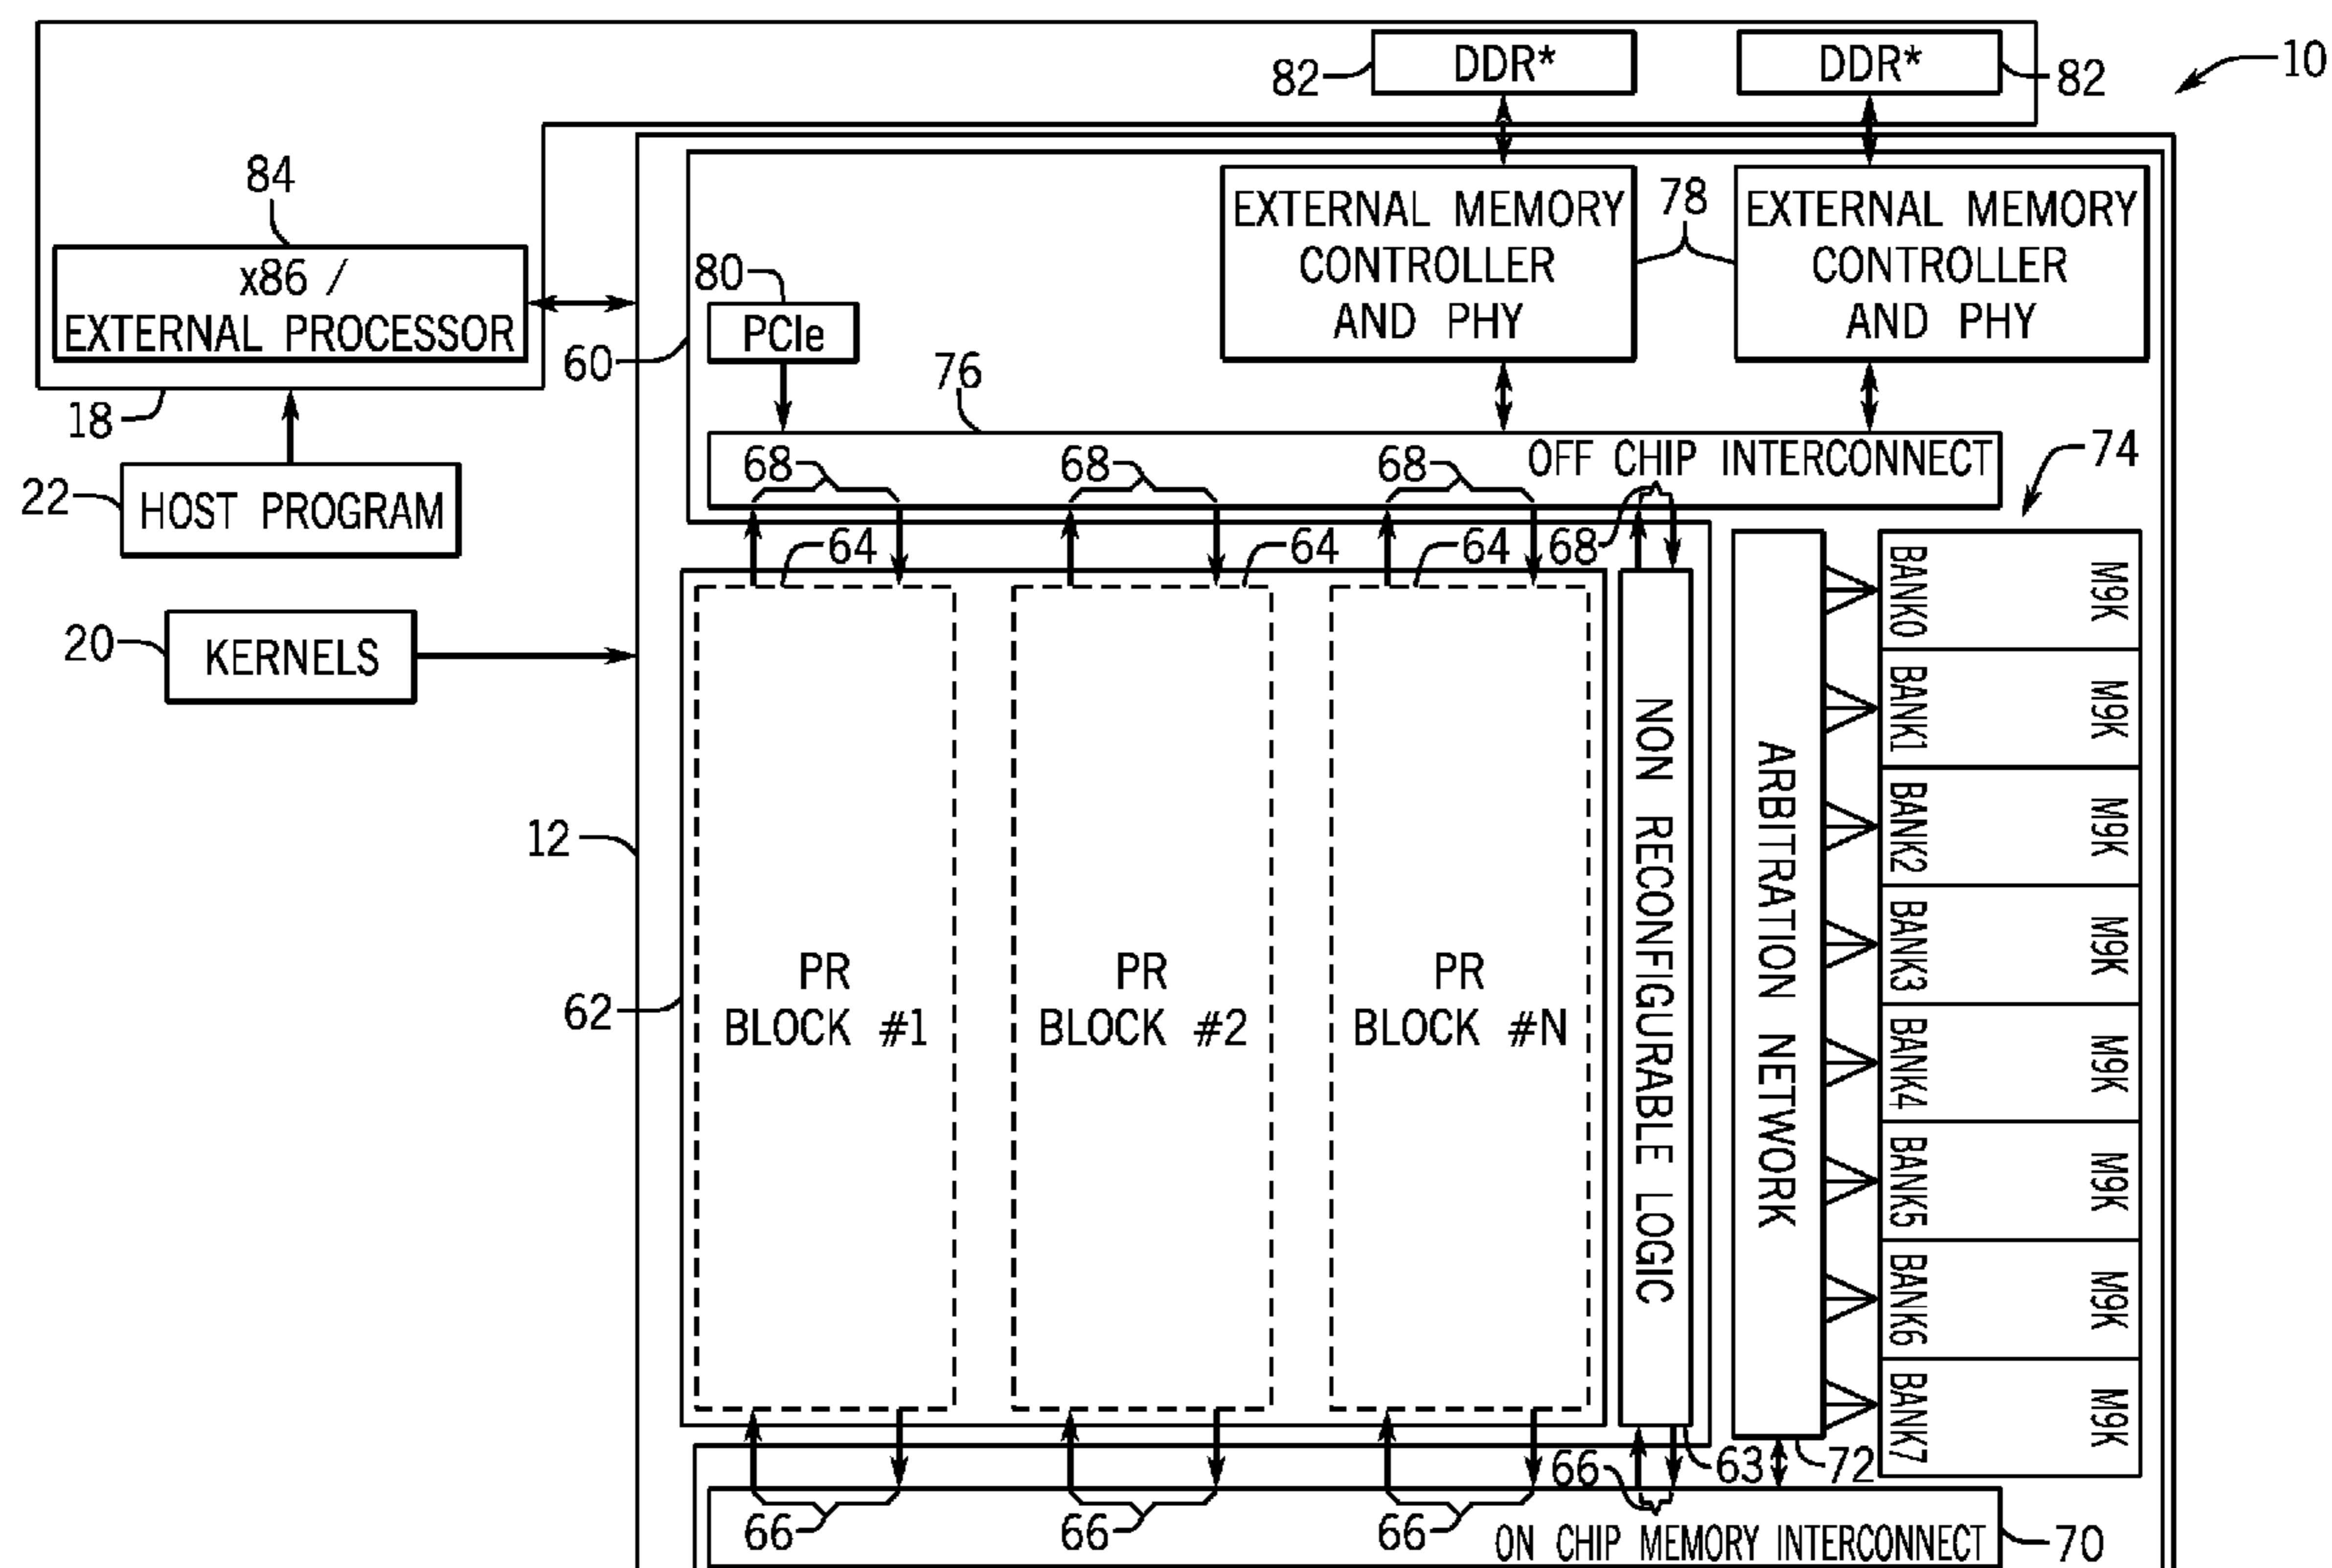 DDR*
DDR*
82
82
10
84
x86 /
EXTERNAL PROCESSOR
18
22
HOST PROGRAM
20
KERNELS
60
80
PCIe
76
EXTERNAL MEMORY
CONTROLLER
AND PHY
78
EXTERNAL MEMORY
CONTROLLER
AND PHY
68
68
68
OFF CHIP INTERCONNECT
68
74
64
64
64
12
62
PR
BLOCK #1
PR
BLOCK #2
PR
BLOCK #N
NON RECONFIGURABLE LOGIC
ARBITRATION NETWORK
BANK0 M9K
BANK1 M9K
BANK2 M9K
BANK3 M9K
BANK4 M9K
BANK5 M9K
BANK6 M9K
BANK7 M9K
63
72
66
66
66
66
ON CHIP MEMORY INTERCONNECT
70